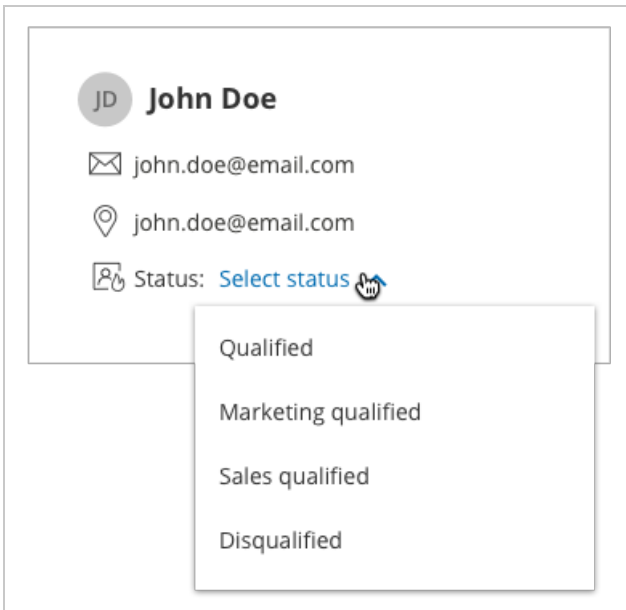 JD John Doe
john.doe@email.com
john.doe@email.com
Status: Select status
Qualified
Marketing qualified
Sales qualified
Disqualified